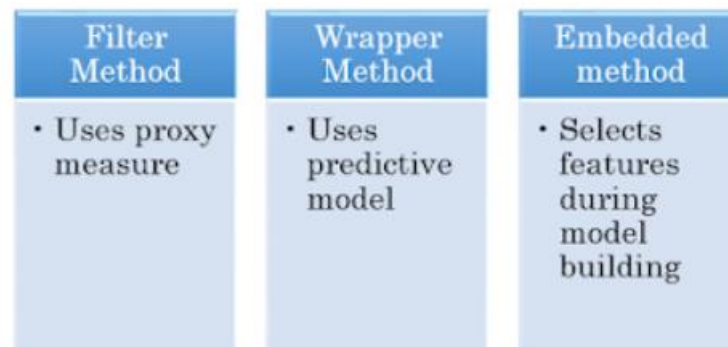 Filter
Method
• Uses proxy
measure
Wrapper
Method
• Uses
predictive
model
Embedded
method
• Selects
features
during
model
building